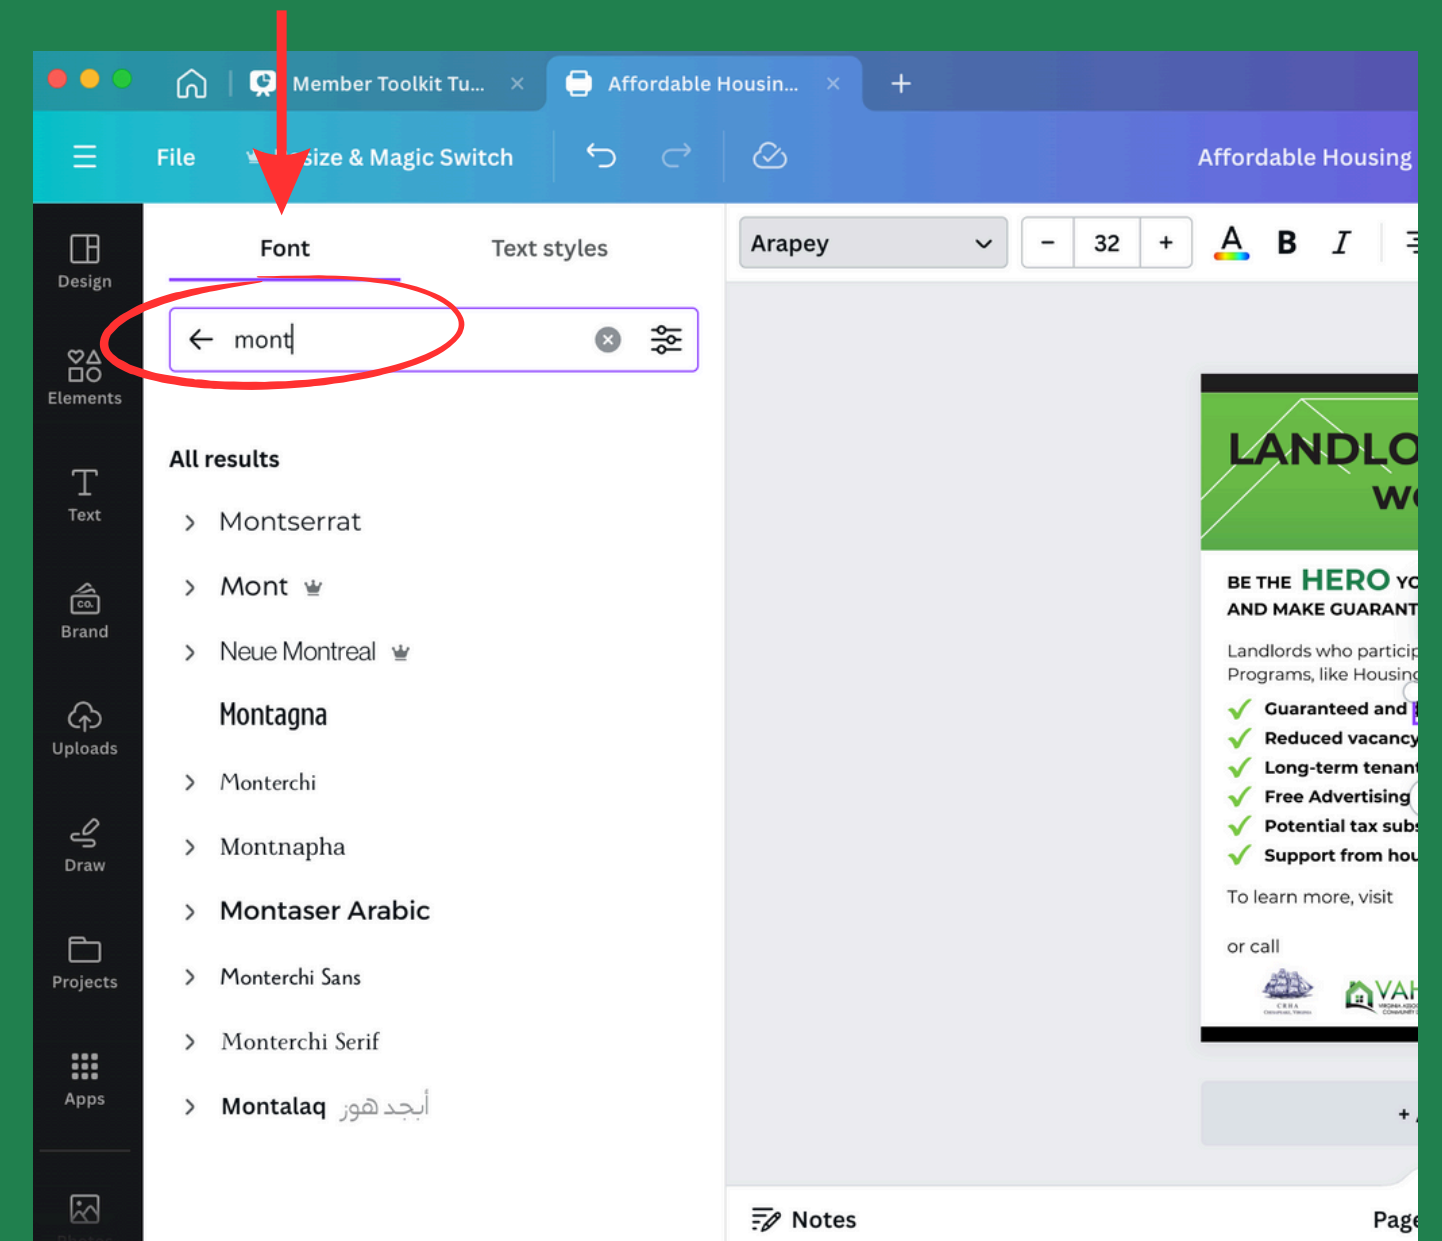 Member Toolkit Tu...
Affordable Housin...
File
size & Magic Switch
Affordable Housing
Design
Elements
Text
Brand
CO.
Uploads
Draw
Projects
Apps
Font
Text styles
mont
All results
Montserrat
Mont
Neue Montreal
Montagna
Monterchi
Montnapha
Montaser Arabic
Monterchi Sans
Monterchi Serif
Montalaq أبجد هوز
Arapey
- 32 +
A B I
LANDLO
BE THE HERO YO
AND MAKE GUARANT
Landlords who particip
Programs, like Housing
Guaranteed and
Reduced vacancy
Long-term tenant
Free Advertising
Potential tax subs
Support from hou
To learn more, visit
or call
CRHA
VAH
Notes
Page